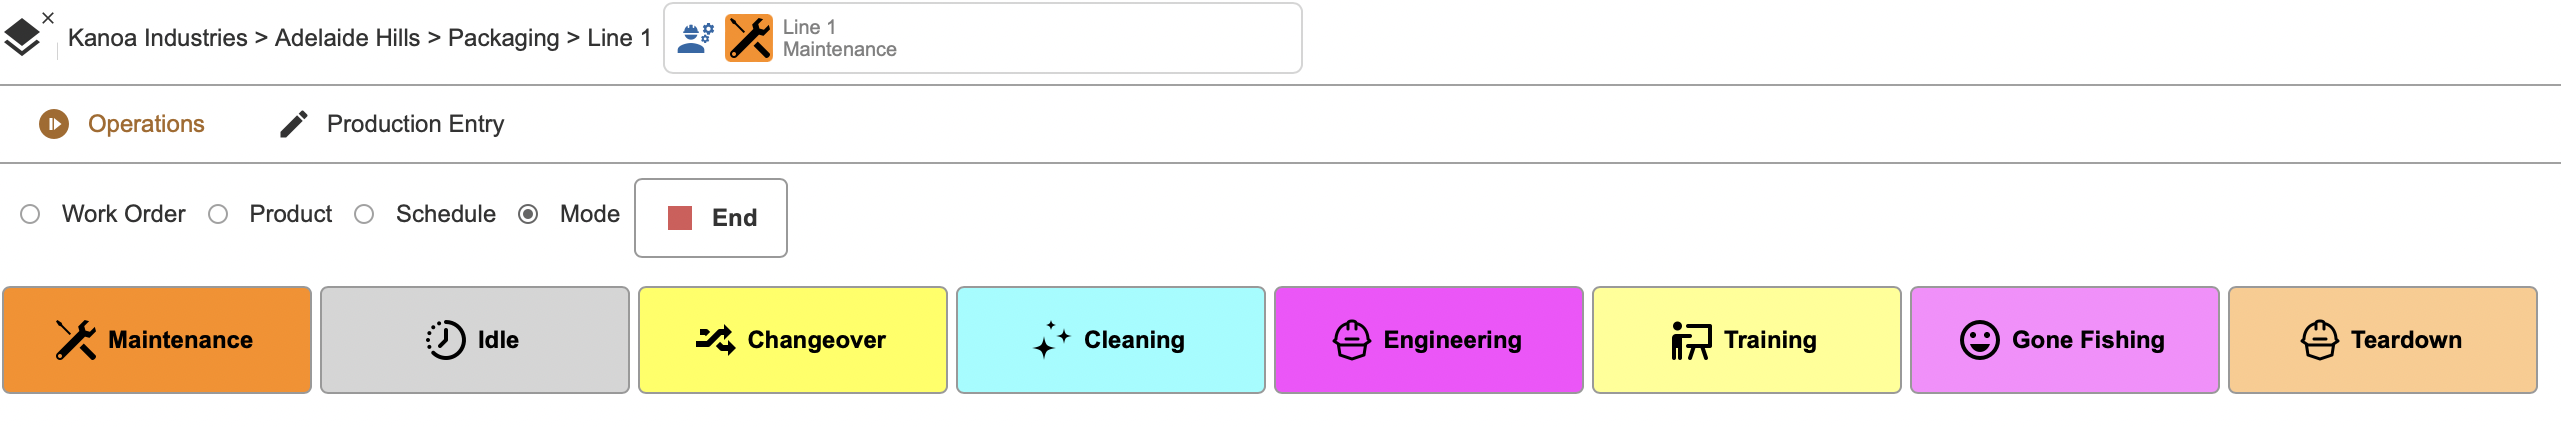 Kanoa Industries > Adelaide Hills > Packaging > Line 1
Line 1
Maintenance
Operations
Production Entry
Work Order
Product
Schedule
Mode
End
Maintenance
Idle
Changeover
Cleaning
Engineering
Training
Gone Fishing
Teardown